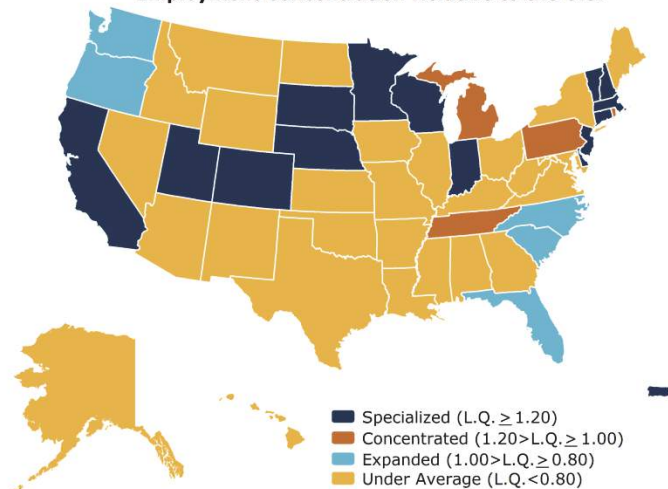 Specialized (L.Q. ≥ 1.20)
Concentrated (1.20>L.Q.≥ 1.00)
Expanded (1.00>L.Q.≥ 0.80)
Under Average (L.Q.<0.80)